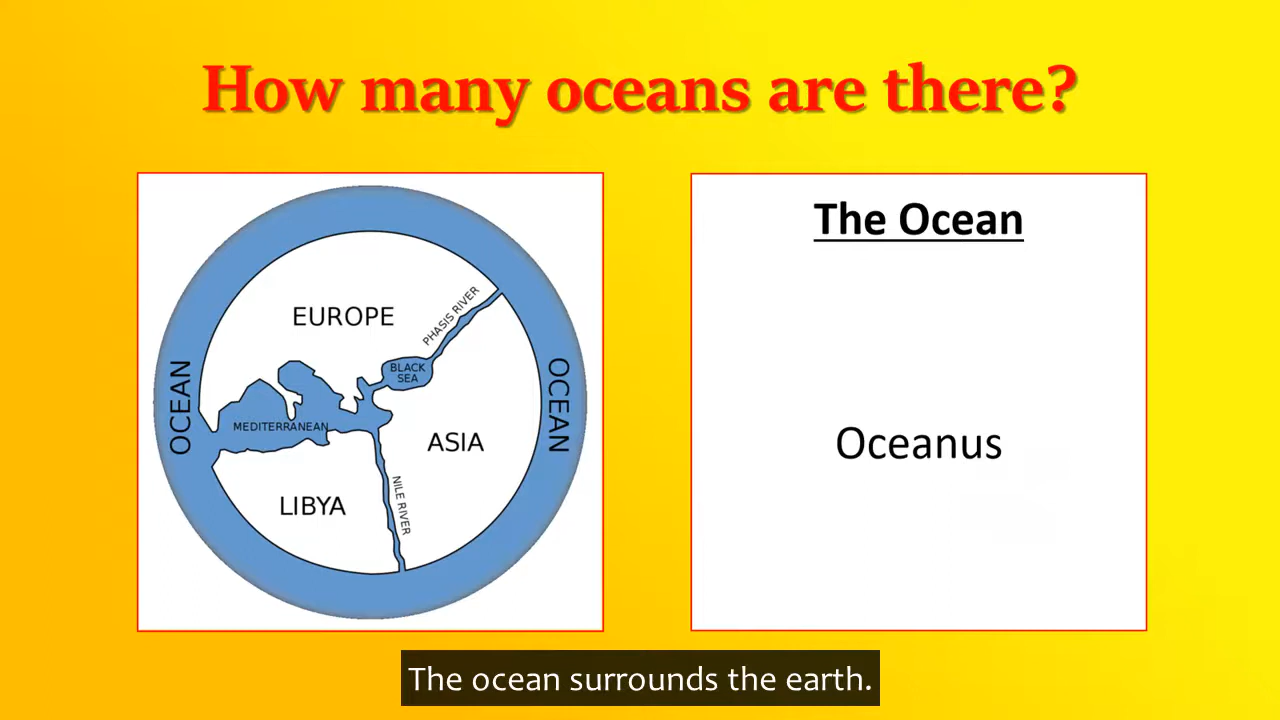 How many oceans are there?
EUROPE
PHASIS RIVER
BLACK
SEA
OCEAN
OCEAN
MEDITERRANEAN
ASIA
LIBYA
NILE RIVER
The Ocean
Oceanus
The ocean surrounds the earth.